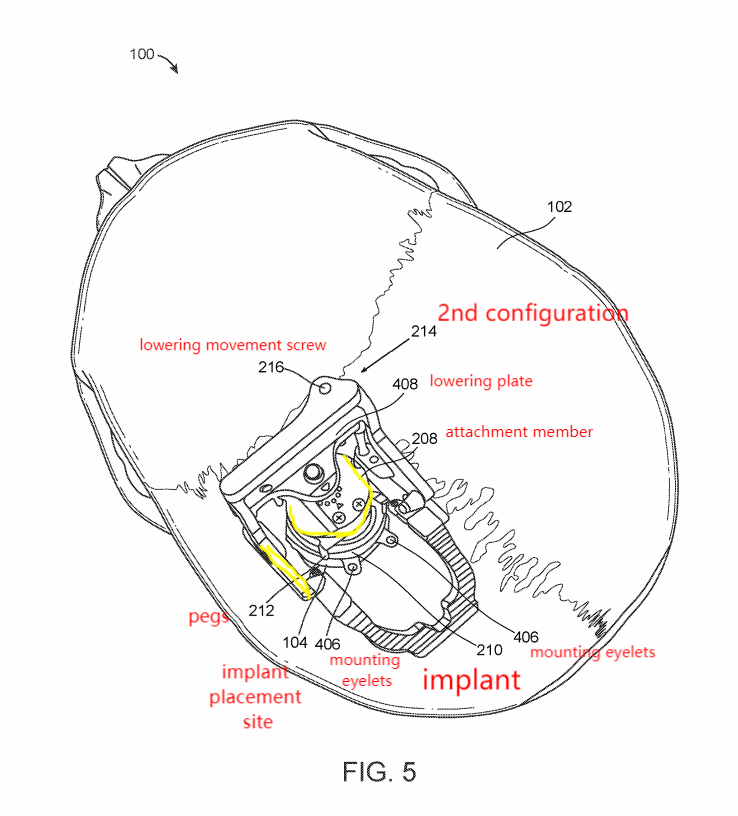 100
102
2nd configuration
214
lowering movement screw
216
408 lowering plate
208 attachment member
212
pegs
104 406
210
406
mounting eyelets
mounting
eyelets
implant
implant
placement
site
FIG. 5